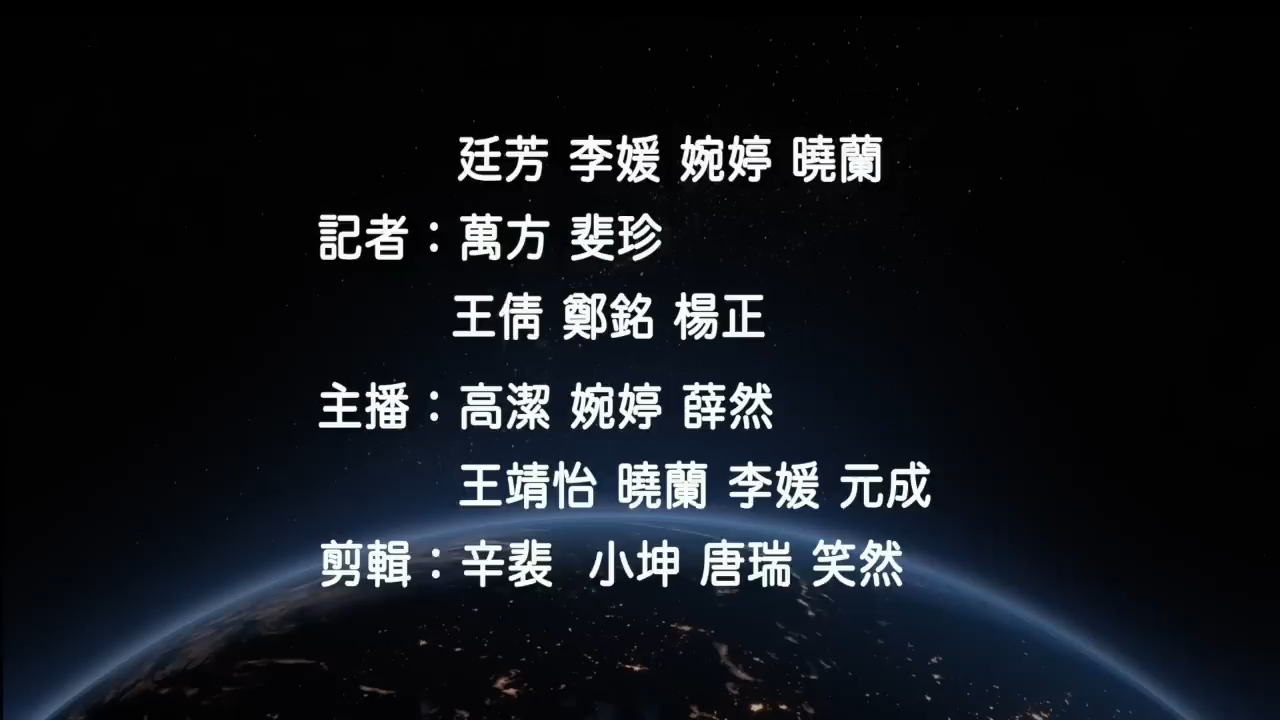 廷芳 李媛 婉婷 曉蘭
記者：萬方 斐珍
王倩 鄭銘 楊正
主播：高潔 婉婷 薛然
王靖怡 曉蘭 李媛 元成
剪輯：辛裴 小坤 唐瑞 笑然